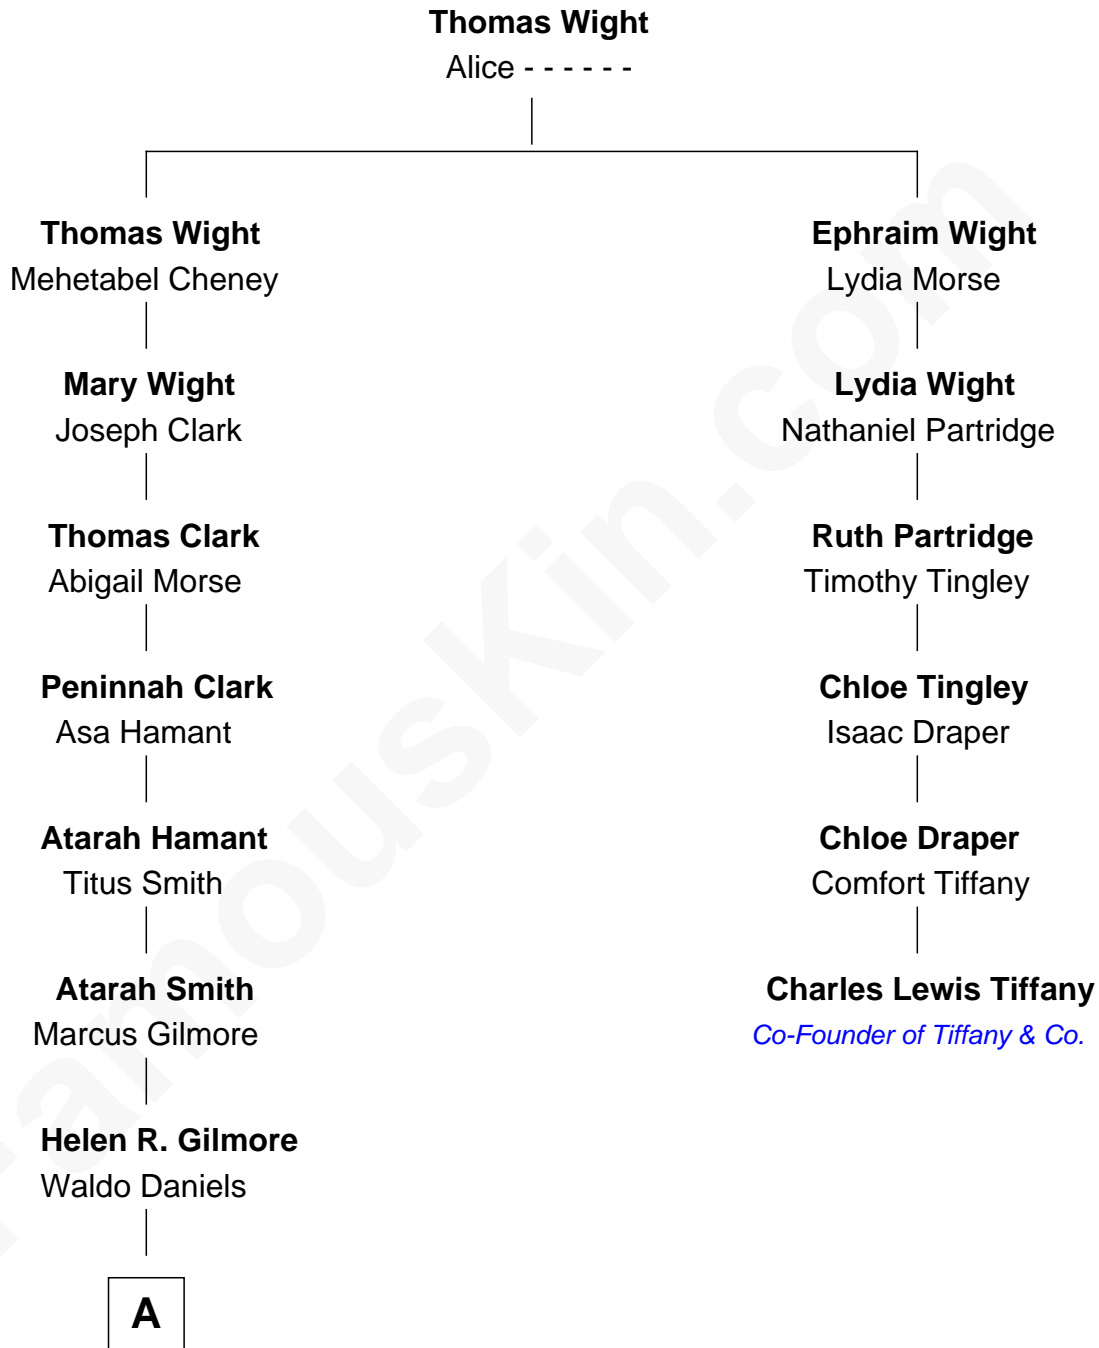 Thomas Wight
Alice - - - - - -
Thomas Wight
Mehetabel Cheney
Ephraim Wight
Lydia Morse
Mary Wight
Joseph Clark
Lydia Wight
Nathaniel Partridge
Thomas Clark
Abigail Morse
Ruth Partridge
Timothy Tingley
Peninnah Clark
Asa Hamant
Chloe Tingley
Isaac Draper
Atarah Hamant
Titus Smith
Chloe Draper
Comfort Tiffany
Atarah Smith
Marcus Gilmore
Charles Lewis Tiffany
Co-Founder of Tiffany & Co.
Helen R. Gilmore
Waldo Daniels
A
FamousKin.com